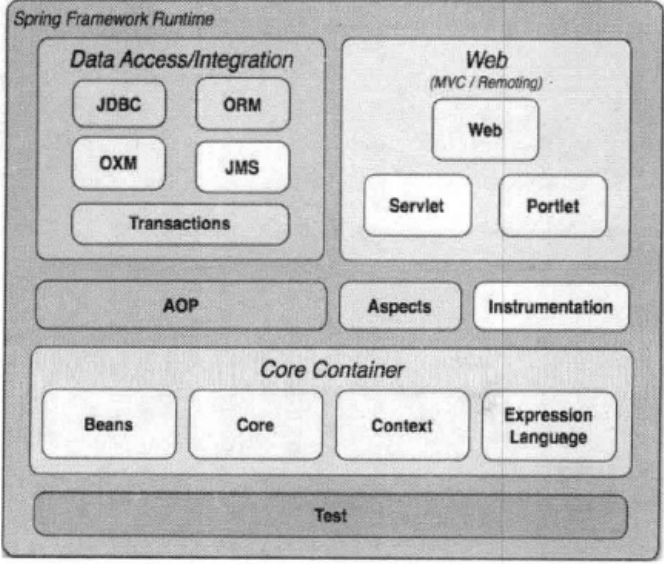 Spring Framework Runtime
Data Access/Integration
JDBC
ORM
OXM
JMS
Transactions
Web
(MVC / Remoting)
Web
Servlet
Portlet
AOP
Aspects
Instrumentation
Core Container
Beans
Core
Context
Expression
Language
Test